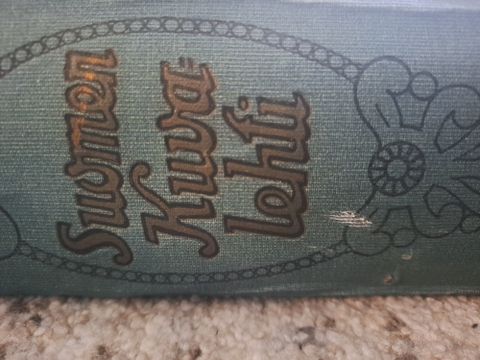 Suomen
Kuva=
lehti